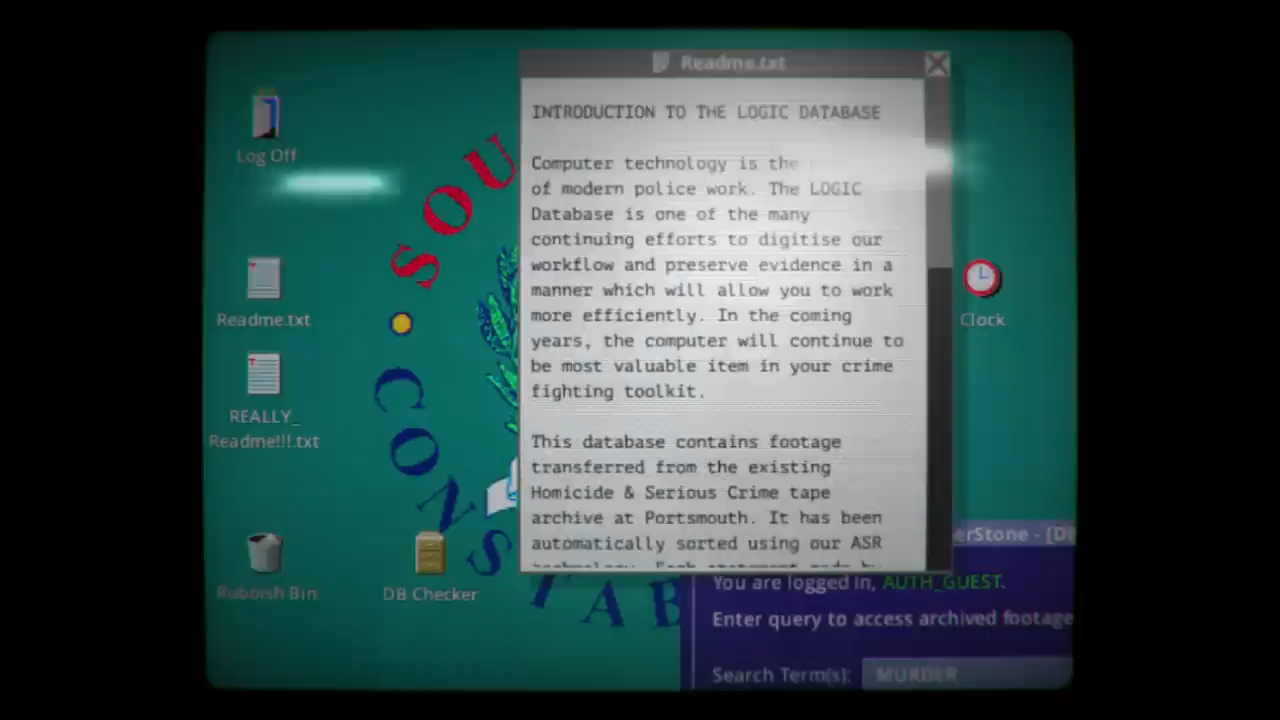 Readme.txt
INTRODUCTION TO THE LOGIC DATABASE
Computer technology is the
of modern police work. The LOGIC
Database is one of the many
continuing efforts to digitise our
workflow and preserve evidence in a
manner which will allow you to work
more efficiently. In the coming
years, the computer will continue to
be most valuable item in your crime
fighting toolkit.
This database contains footage
transferred from the existing
Homicide & Serious Crime tape
archive at Portsmouth. It has been
automatically sorted using our ASR
Log Off
Readme.txt
REALLY_
Readme!!!.txt
Rubbish Bin
DB Checker
Clock
SOU
CONSTAB
erStone - [D
You are logged in, AUTH_GUEST.
Enter query to access archived footage
Search Term(s): MURDER